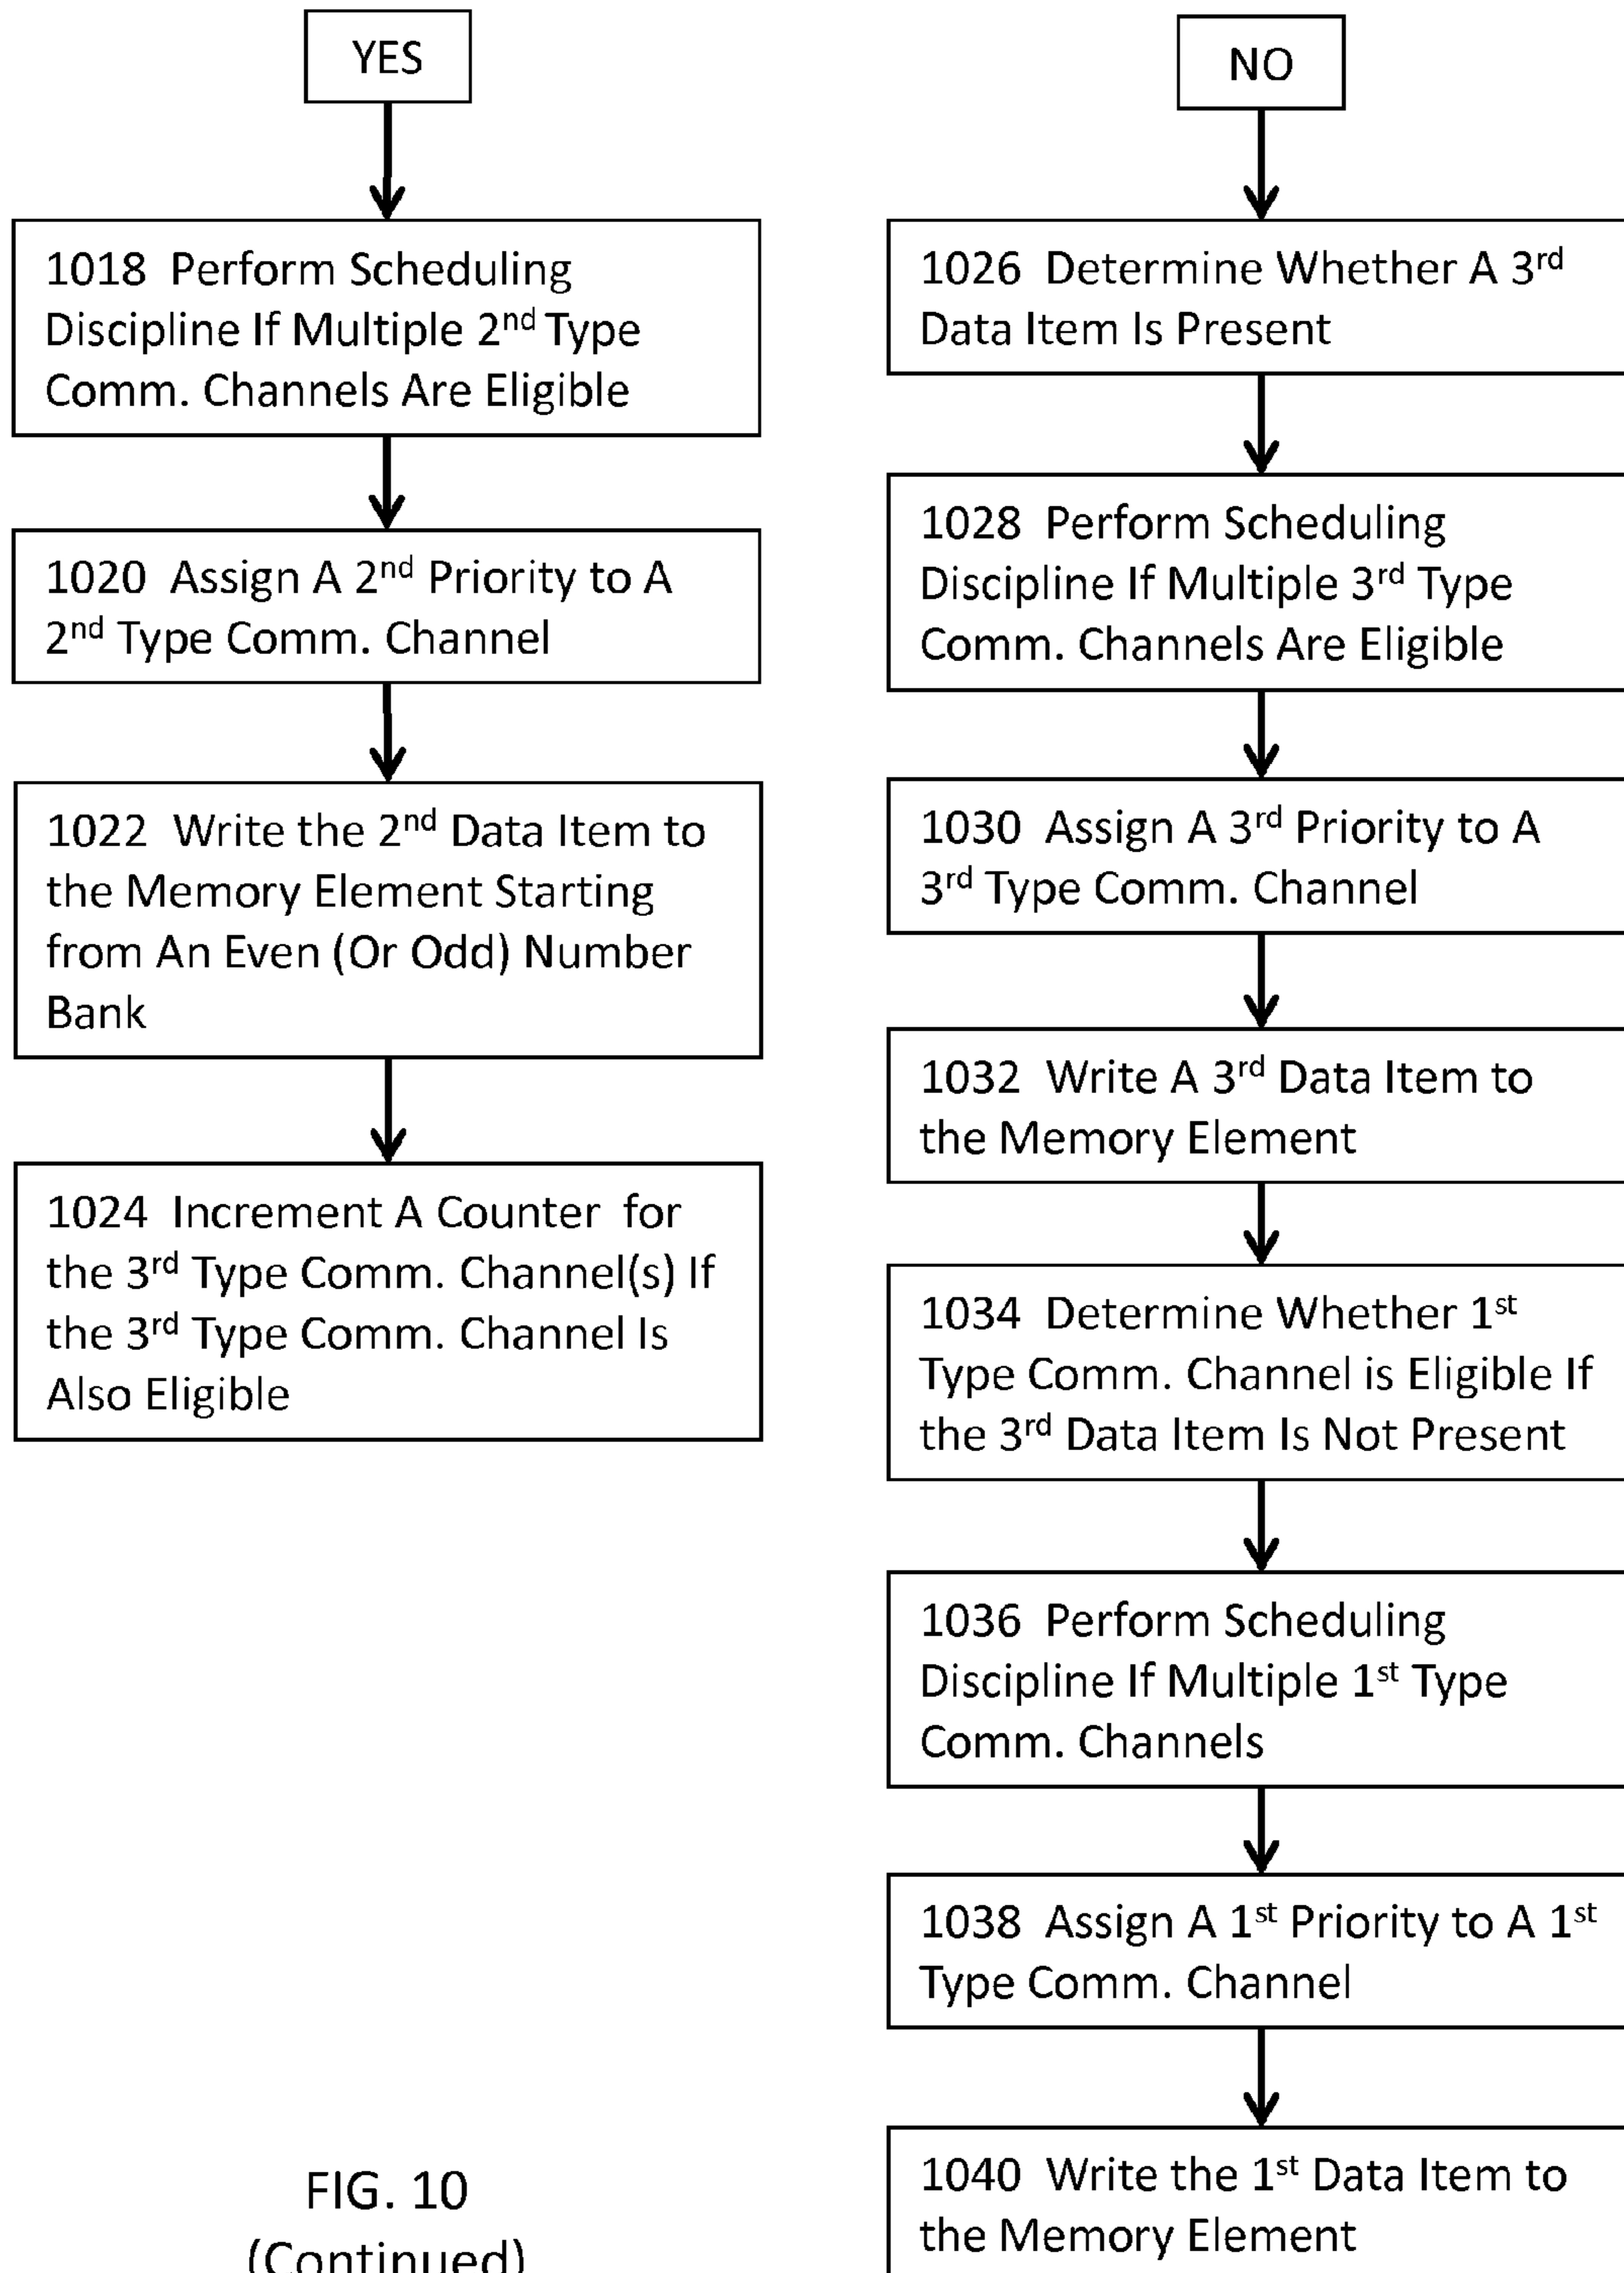 YES
1018 Perform Scheduling
Discipline If Multiple 2nd Type
Comm. Channels Are Eligible
1020 Assign A 2nd Priority to A
2nd Type Comm. Channel
1022 Write the 2nd Data Item to
the Memory Element Starting
from An Even (Or Odd) Number
Bank
1024 Increment A Counter for
the 3rd Type Comm. Channel(s) If
the 3rd Type Comm. Channel Is
Also Eligible
NO
1026 Determine Whether A 3rd
Data Item Is Present
1028 Perform Scheduling
Discipline If Multiple 3rd Type
Comm. Channels Are Eligible
1030 Assign A 3rd Priority to A
3rd Type Comm. Channel
1032 Write A 3rd Data Item to
the Memory Element
1034 Determine Whether 1st
Type Comm. Channel is Eligible If
the 3rd Data Item Is Not Present
1036 Perform Scheduling
Discipline If Multiple 1st Type
Comm. Channels
1038 Assign A 1st Priority to A 1st
Type Comm. Channel
1040 Write the 1st Data Item to
the Memory Element
FIG. 10
(Continued)